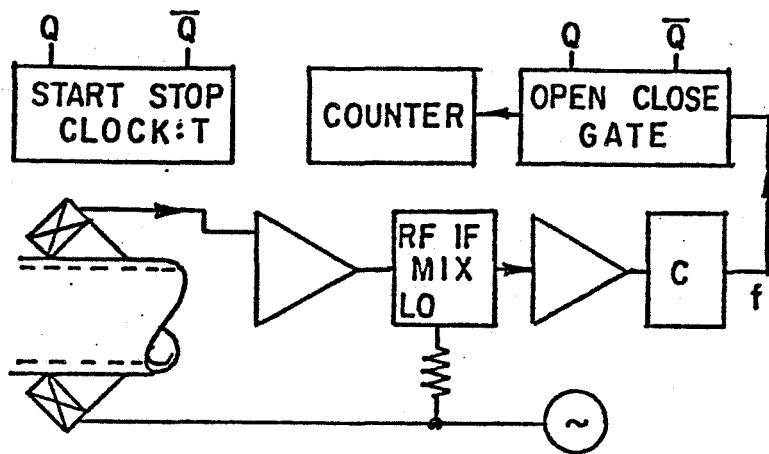 Q Q̅
START STOP
CLOCK:T
COUNTER
Q Q̅
OPEN CLOSE
GATE
RF IF
MIX
LO
C
f
~